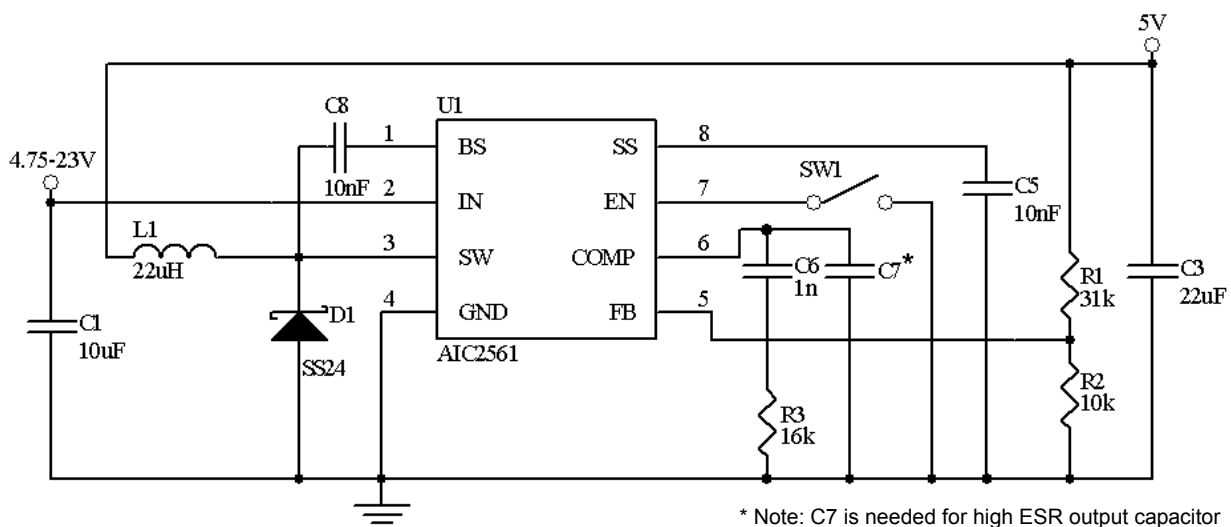 5V
C8
10nF
U1
1
BS
SS
8
4.75-23V
2
IN
EN
7
SW1
C5
10nF
L1
22uH
3
SW
COMP
6
C6
1n
C7*
R1
31k
C3
22uF
4
GND
FB
5
C1
10uF
D1
SS24
AIC2561
R2
10k
R3
16k
* Note: C7 is needed for high ESR output capacitor